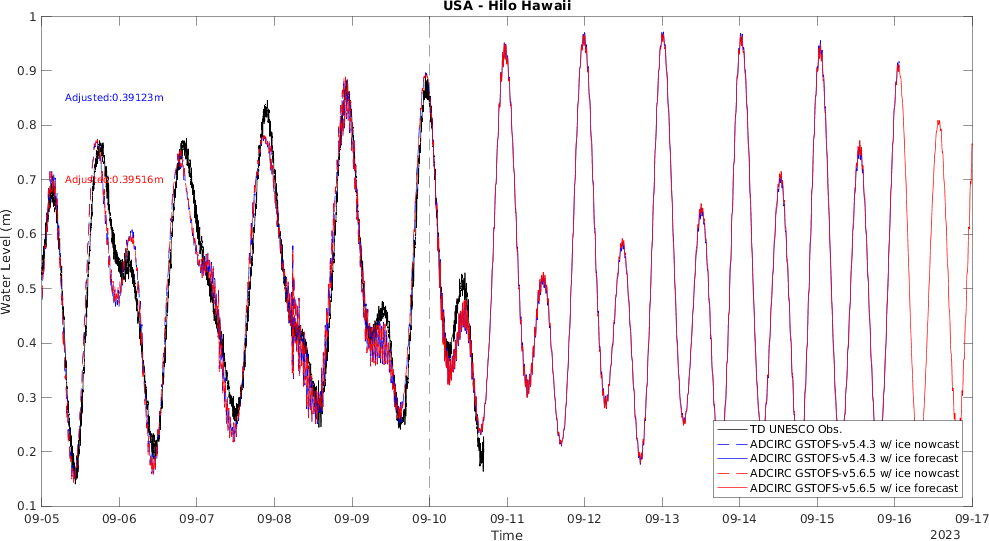 USA - Hilo Hawaii
Water Level (m)
1
0.9
0.8
0.7
0.6
0.5
0.4
0.3
0.2
0.1
Adjusted:0.39123m
Adjusted:0.39516m
TD UNESCO Obs.
ADCIRC GSTOFS-v5.4.3 w/ ice nowcast
ADCIRC GSTOFS-v5.4.3 w/ ice forecast
ADCIRC GSTOFS-v5.6.5 w/ ice nowcast
ADCIRC GSTOFS-v5.6.5 w/ ice forecast
09-05 09-06 09-07 09-08 09-09 09-10 09-11 09-12 09-13 09-14 09-15 09-16 09-17
Time
2023